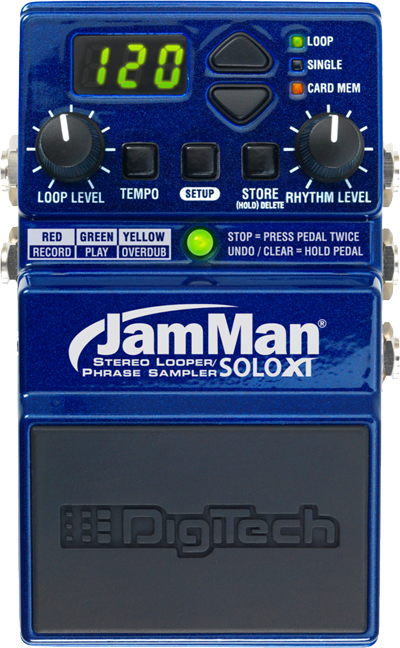 120
LOOP
SINGLE
CARD MEM
LOOP LEVEL
TEMPO
SETUP
STORE
(HOLD) DELETE
RHYTHM LEVEL
RED GREEN YELLOW
RECORD PLAY OVERDUB
STOP = PRESS PEDAL TWICE
UNDO / CLEAR = HOLD PEDAL
JamMan®
STEREO LOOPER/
PHRASE SAMPLER
SOLO XT
DigiTech